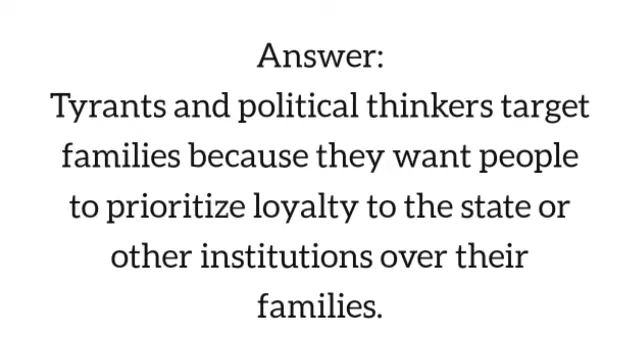 Answer:
Tyrants and political thinkers target
families because they want people
to prioritize loyalty to the state or
other institutions over their
families.